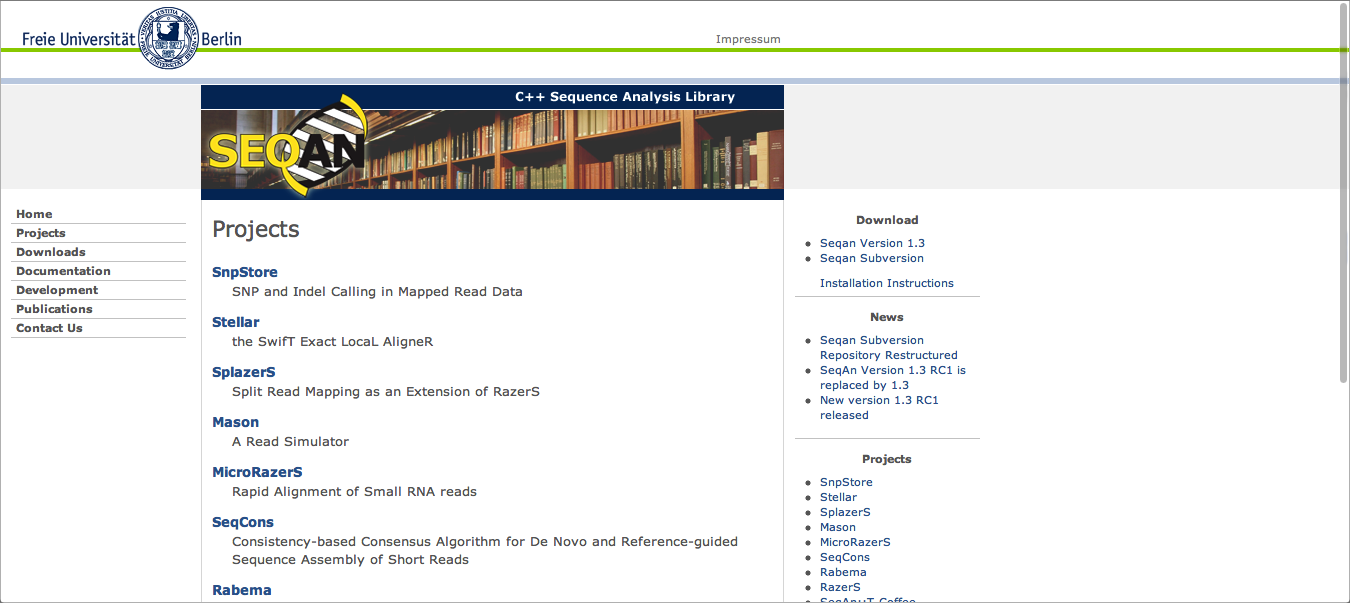 Freie Universität Berlin
Impressum
C++ Sequence Analysis Library
SEQAN
Home
Projects
Downloads
Documentation
Development
Publications
Contact Us
Projects
SnpStore
SNP and Indel Calling in Mapped Read Data
Stellar
the SwifT Exact LocaL AligneR
SplazerS
Split Read Mapping as an Extension of RazerS
Mason
A Read Simulator
MicroRazerS
Rapid Alignment of Small RNA reads
SeqCons
Consistency-based Consensus Algorithm for De Novo and Reference-guided
Sequence Assembly of Short Reads
Rabema
Download
Seqan Version 1.3
Seqan Subversion
Installation Instructions
News
Seqan Subversion
Repository Restructured
SeqAn Version 1.3 RC1 is
replaced by 1.3
New version 1.3 RC1
released
Projects
SnpStore
Stellar
SplazerS
Mason
MicroRazerS
SeqCons
Rabema
RazerS